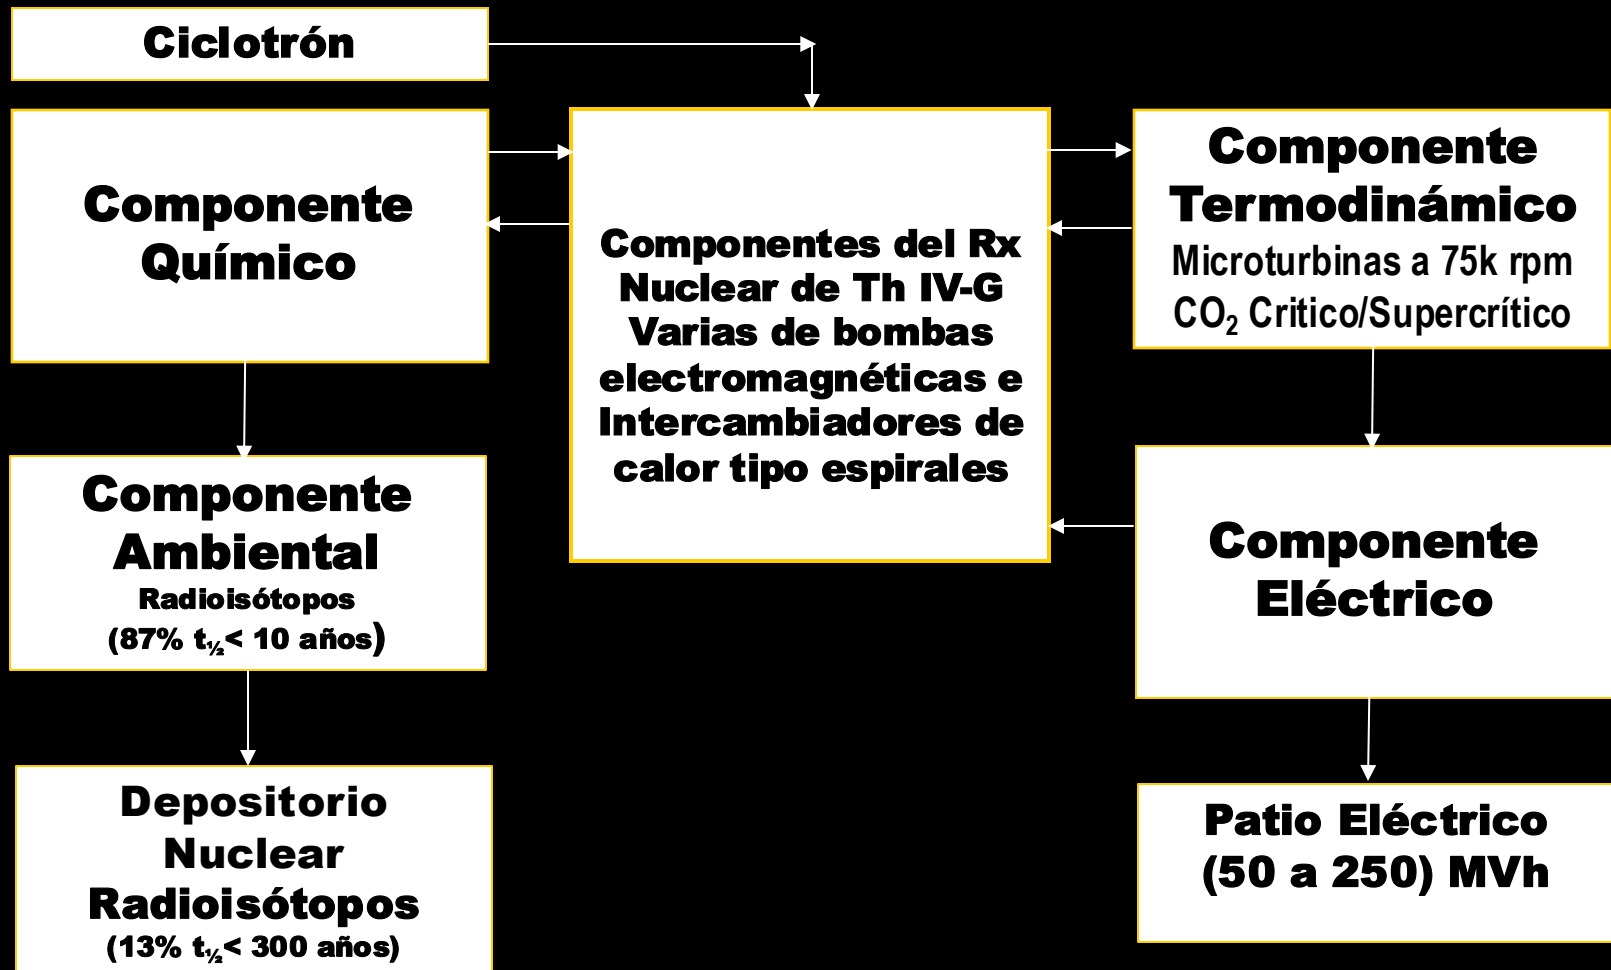 Ciclotrón
Componente
Químico
Componentes del Rx
Nuclear de Th IV-G
Varias de bombas
electromagnéticas e
Intercambiadores de
calor tipo espirales
Componente
Termodinámico
Microturbinas a 75k rpm
CO₂ Critico/Supercrítico
Componente
Ambiental
Radioisótopos
(87% t½< 10 años)
Componente
Eléctrico
Depositorio
Nuclear
Radioisótopos
(13% t½< 300 años)
Patio Eléctrico
(50 a 250) MVh